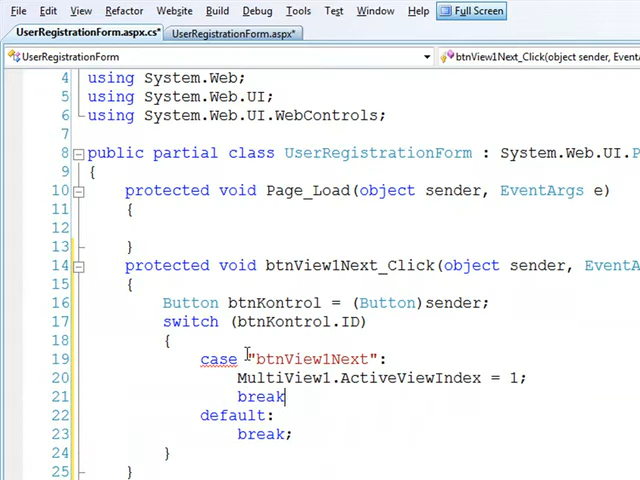 File Edit View Refactor Website Build Debug Tools Test Window Help Full Screen
UserRegistrationForm.aspx.cs* UserRegistrationForm.aspx*
UserRegistrationForm btnView1Next_Click(object sender, EventAr
4 using System.Web;
5 using System.Web.UI;
6 using System.Web.UI.WebControls;
7
8 public partial class UserRegistrationForm : System.Web.UI.P
9 {
10 protected void Page_Load(object sender, EventArgs e)
11 {
12
13 }
14 protected void btnView1Next_Click(object sender, EventA
15 {
16 Button btnKontrol = (Button)sender;
17 switch (btnKontrol.ID)
18 {
19 case "btnView1Next":
20 MultiView1.ActiveViewIndex = 1;
21 break
22 default:
23 break;
24 }
25 }